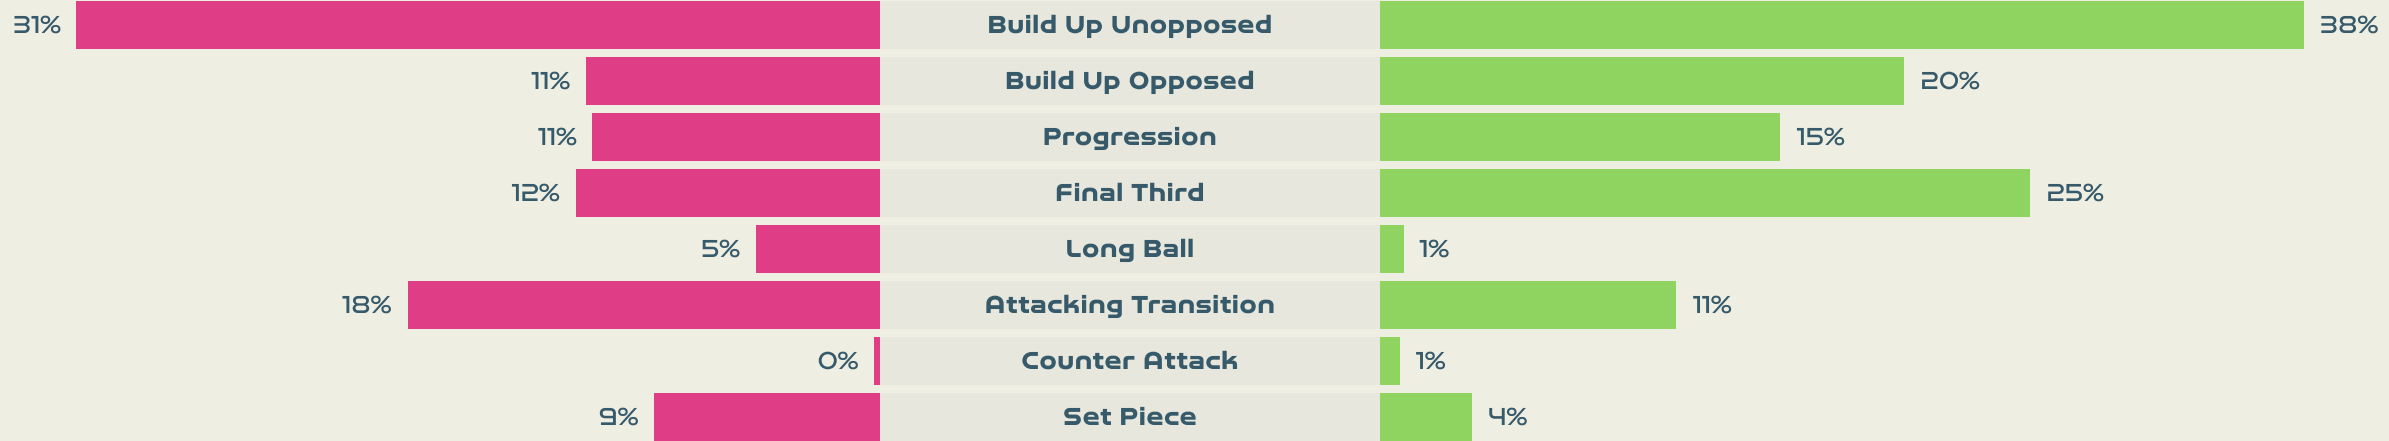 31% Build Up Unopposed 38%
11% Build Up Opposed 20%
11% Progression 15%
12% Final Third 25%
5% Long Ball 1%
18% Attacking Transition 11%
0% Counter Attack 1%
9% Set Piece 4%